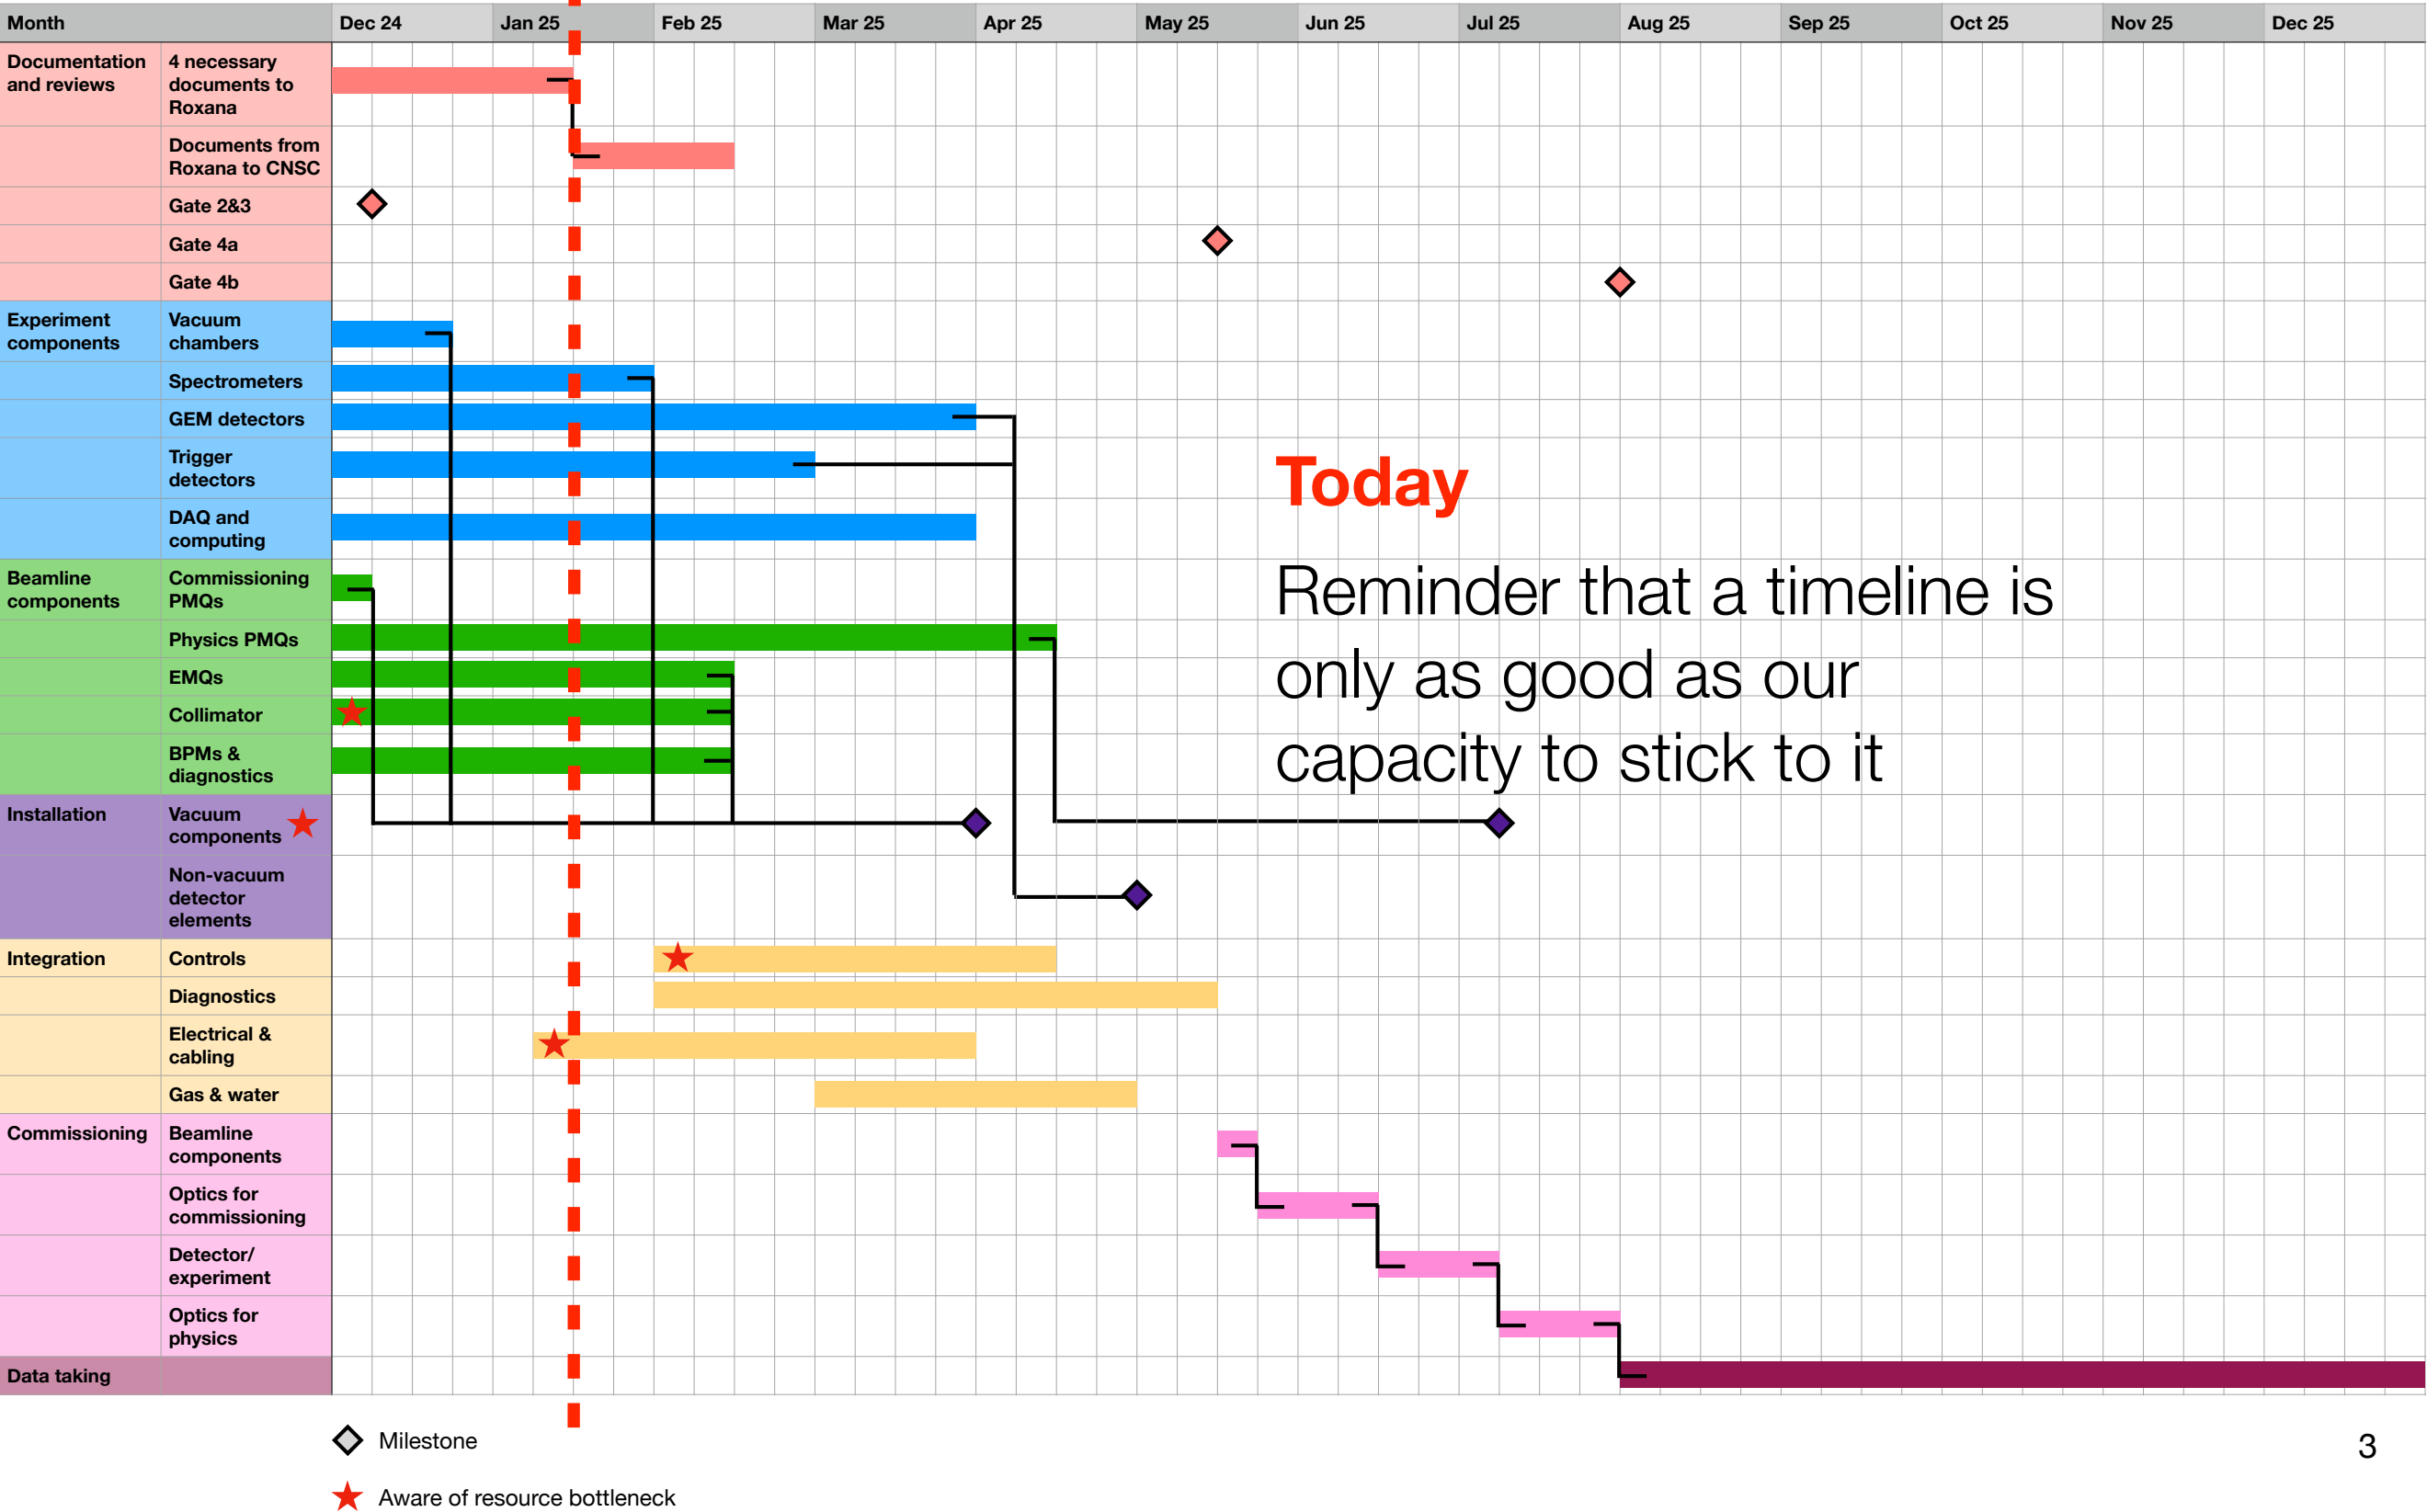 Month
Dec 24
Jan 25
Feb 25
Mar 25
Apr 25
May 25
Jun 25
Jul 25
Aug 25
Sep 25
Oct 25
Nov 25
Dec 25
Documentation
and reviews
4 necessary
documents to
Roxana
Documents from
Roxana to CNSC
Gate 2&3
Gate 4a
Gate 4b
Experiment
components
Vacuum
chambers
Spectrometers
GEM detectors
Trigger
detectors
DAQ and
computing
Beamline
components
Commissioning
PMQs
Physics PMQs
EMQs
Collimator
BPMs &
diagnostics
Installation
Vacuum
components
Non-vacuum
detector
elements
Integration
Controls
Diagnostics
Electrical &
cabling
Gas & water
Commissioning
Beamline
components
Optics for
commissioning
Detector/
experiment
Optics for
physics
Data taking
Today
Reminder that a timeline is
only as good as our
capacity to stick to it
Milestone
Aware of resource bottleneck
3